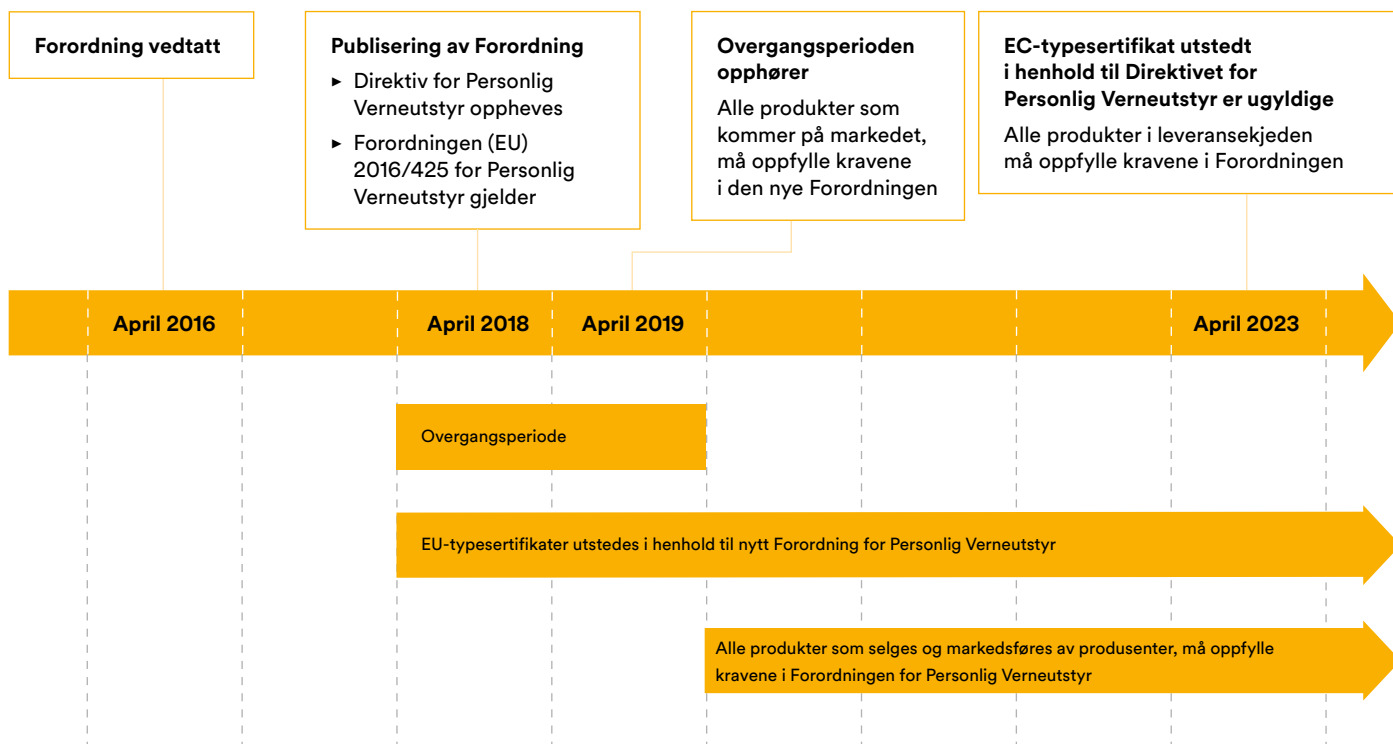 Forordning vedtatt
Publisering av Forordning
► Direktiv for Personlig
Verneutstyr oppheves
► Forordningen (EU)
2016/425 for Personlig
Verneutstyr gjelder
Overgangsperioden
opphører
Alle produkter som
kommer på markedet,
må oppfylle kravene
i den nye Forordningen
EC-typesertifikat utstedt
i henhold til Direktivet for
Personlig Verneutstyr er ugyldige
Alle produkter i leveransekjeden
må oppfylle kravene i Forordningen
April 2016
April 2018
April 2019
April 2023
Overgangsperiode
EU-typesertifikater utstedes i henhold til nytt Forordning for Personlig Verneutstyr
Alle produkter som selges og markedsføres av produsenter, må oppfylle
kravene i Forordningen for Personlig Verneutstyr